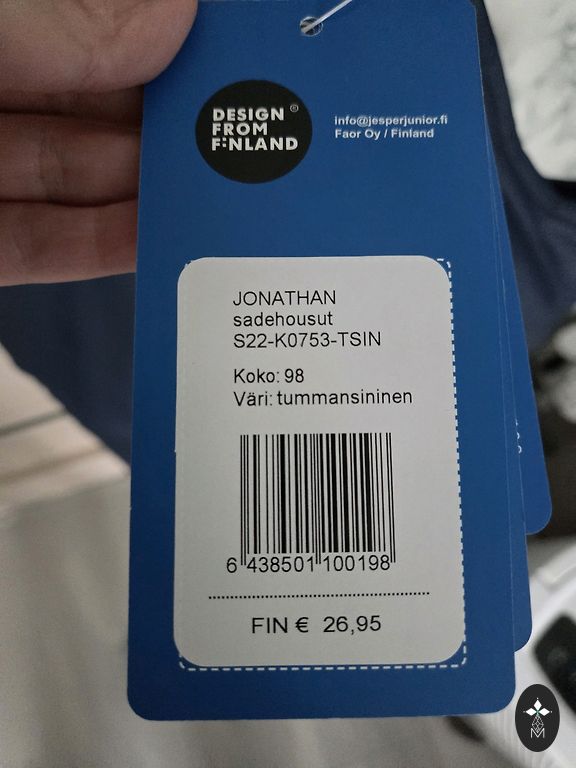 DESIGN ®
FROM
FINLAND
info@jesperjunior.fi
Faor Oy / Finland
JONATHAN
sadehousut
S22-K0753-TSIN
Koko: 98
Väri: tummansininen
6 438501 100198
FIN € 26,95
M